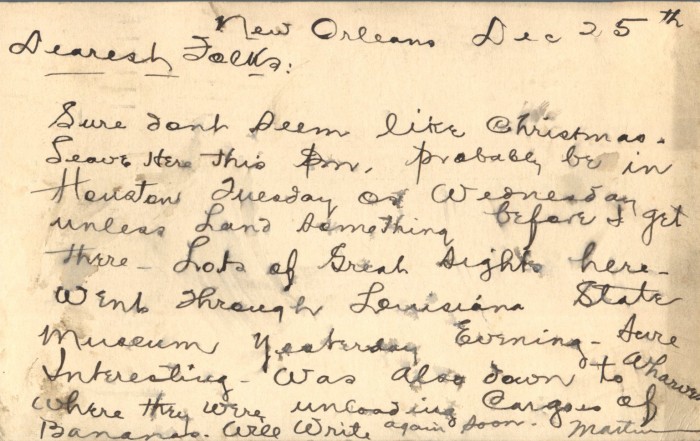 New Orleans Dec 25th
Dearest Folks:
Sure dont seem like Christmas.
Leave Here This Pm, probably be in
Houston Tuesday or Wednesday
unless Land something before I get
there - Lots of Great Sights here -
Went through Louisiana State
Museum Yesterday Evening - Sure
Interesting - Was also down to Wharves
where they were unloading Cargoes of
Bananas. Will Write again soon. Martin